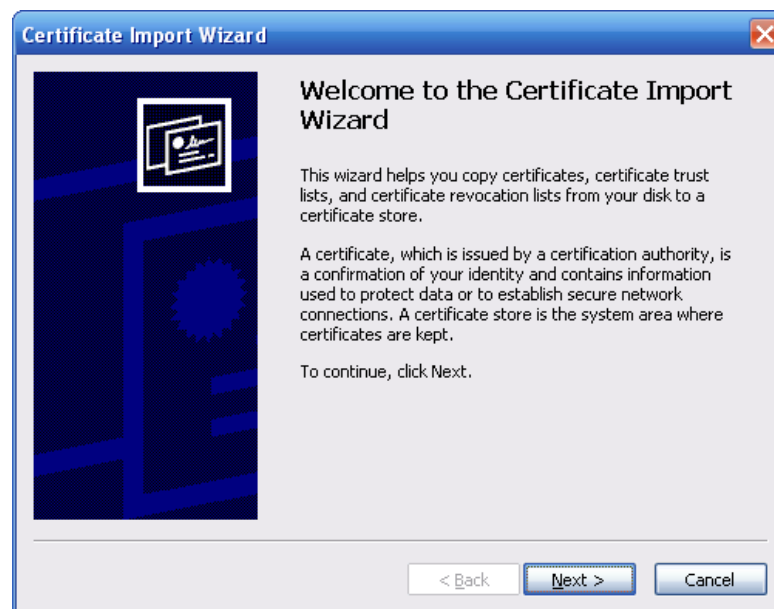 Certificate Import Wizard
Welcome to the Certificate Import
Wizard
This wizard helps you copy certificates, certificate trust
lists, and certificate revocation lists from your disk to a
certificate store.
A certificate, which is issued by a certification authority, is
a confirmation of your identity and contains information
used to protect data or to establish secure network
connections. A certificate store is the system area where
certificates are kept.
To continue, click Next.
< Back
Next >
Cancel